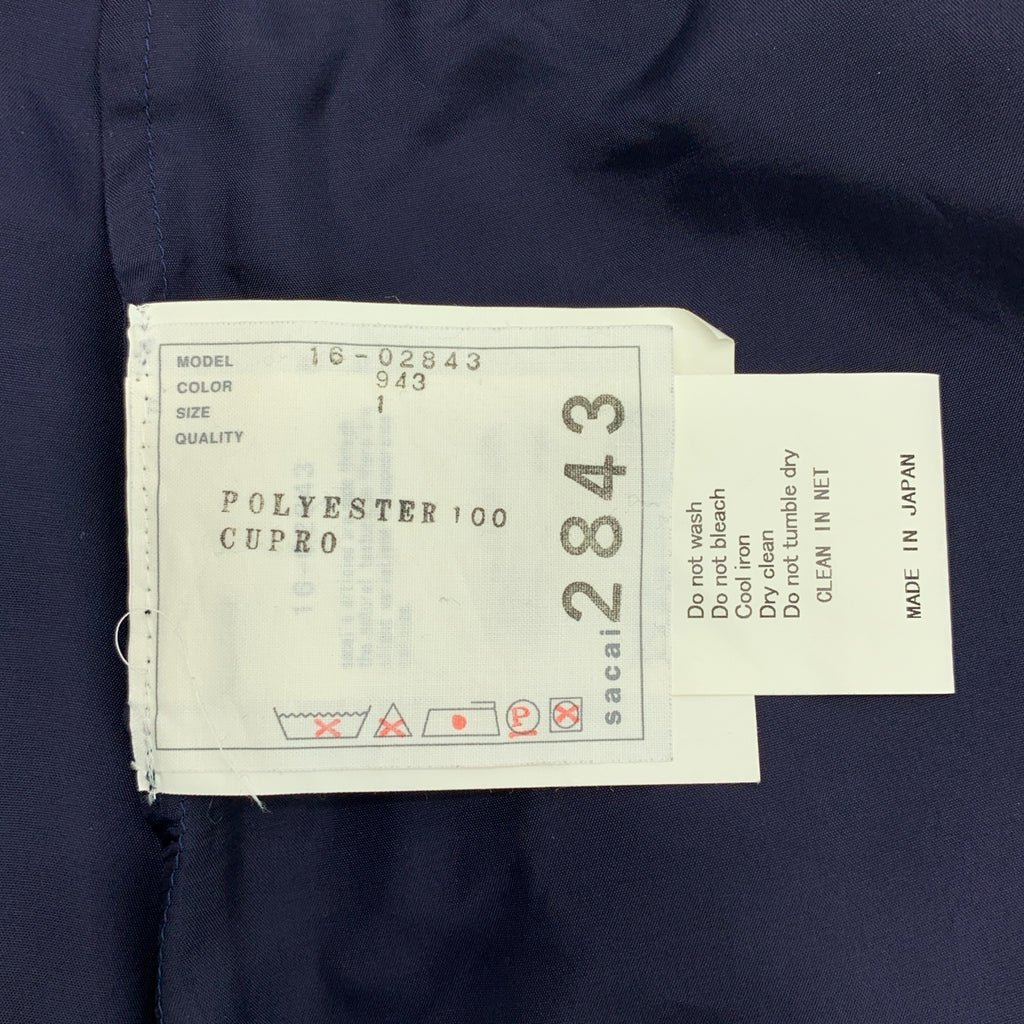 MODEL 16-02843
COLOR 943
SIZE 1
QUALITY
POLYESTER 100
CUPRO
P
sacai 2843
Do not wash
Do not bleach
Cool iron
Dry clean
Do not tumble dry
CLEAN IN NET
MADE IN JAPAN